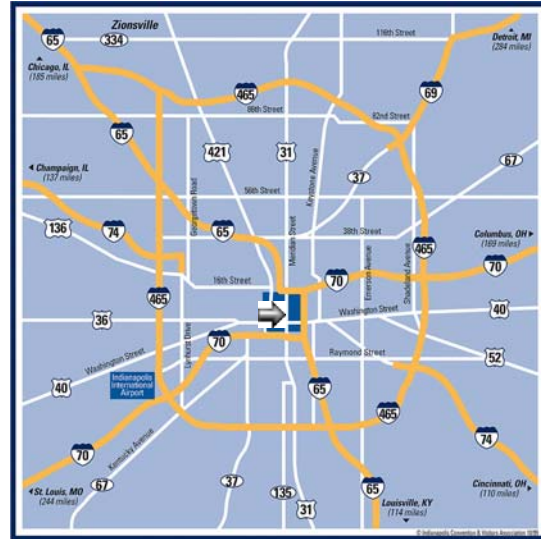 Zionsville
65
334
116th Street
Detroit, MI
(284 miles)
Chicago, IL
(185 miles)
465
69
86th Street
82nd Street
65
421
31
Keystone Avenue
67
Champaign, IL
(137 miles)
37
56th Street
Georgetown Road
136
74
65
Meridian Street
38th Street
Columbus, OH
(169 miles)
465
70
70
16th Street
Emerson Avenue
Shadeland Avenue
465
40
36
Washington Street
Lynhurst Drive
70
Washington Street
Raymond Street
52
40
Indianapolis
International
Airport
65
465
74
70
Kentucky Avenue
St. Louis, MO
(244 miles)
67
37
135
31
65
Louisville, KY
(114 miles)
Cincinnati, OH
(110 miles)
© Indianapolis Convention & Visitors Association